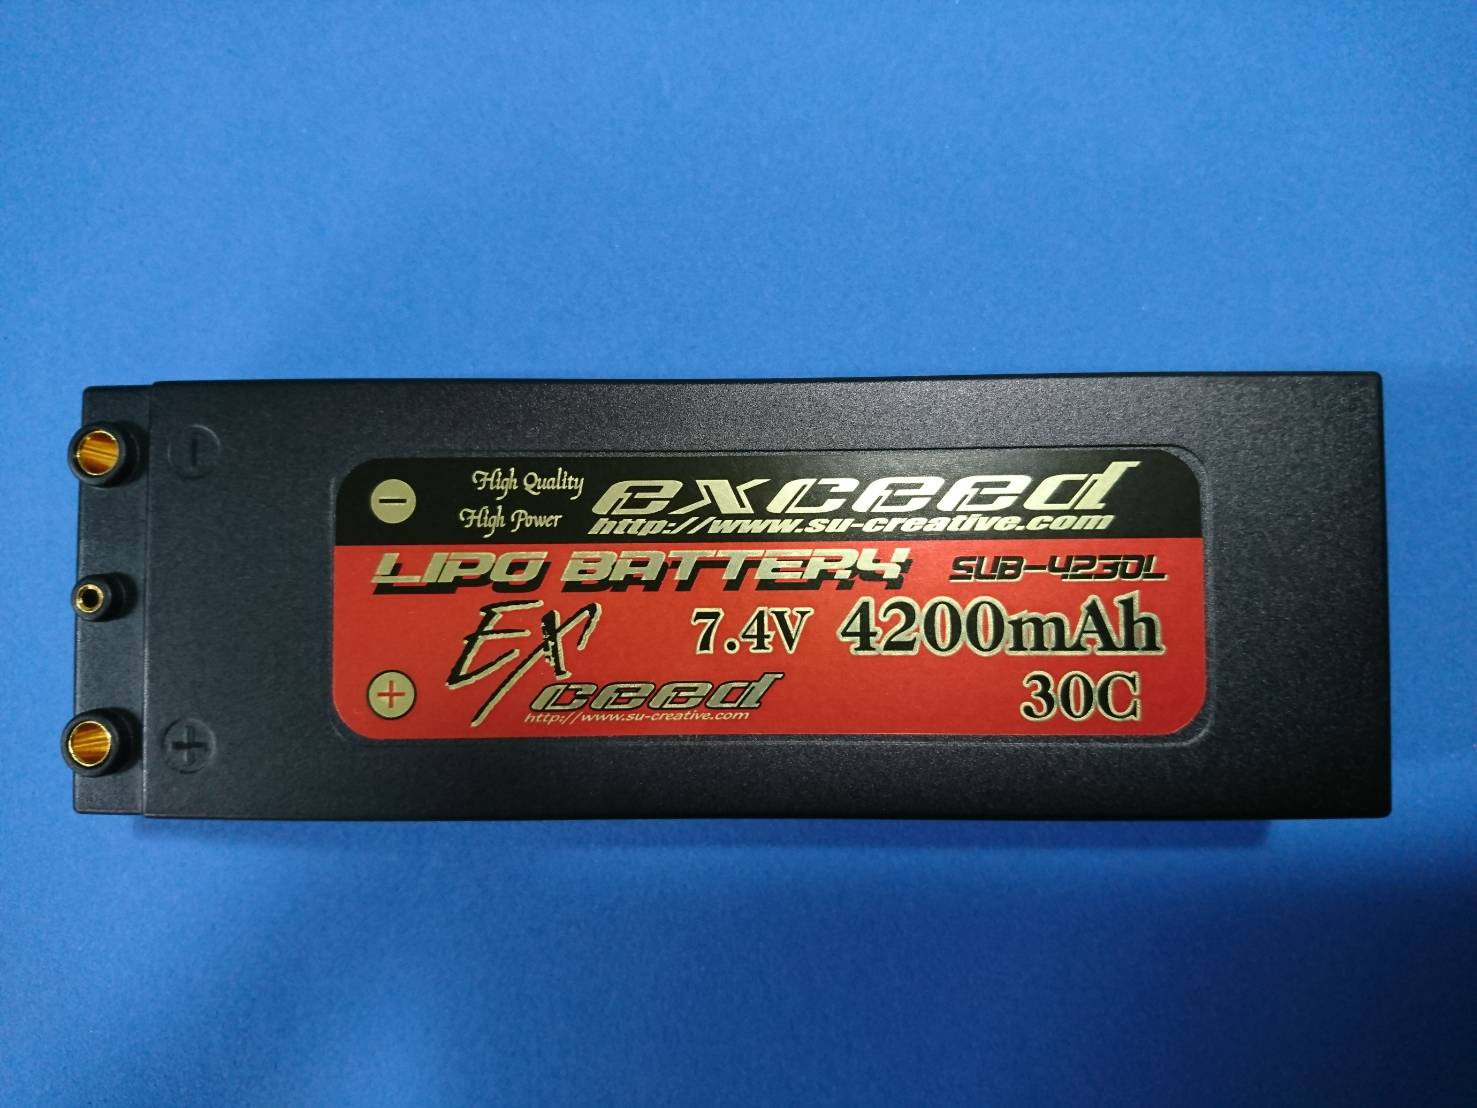 High Quality
High Power
exceed
http://www.su-creative.com
LIPO BATTERY SUB-4230L
EXceed
http://www.su-creative.com
7.4V 4200mAh
30C